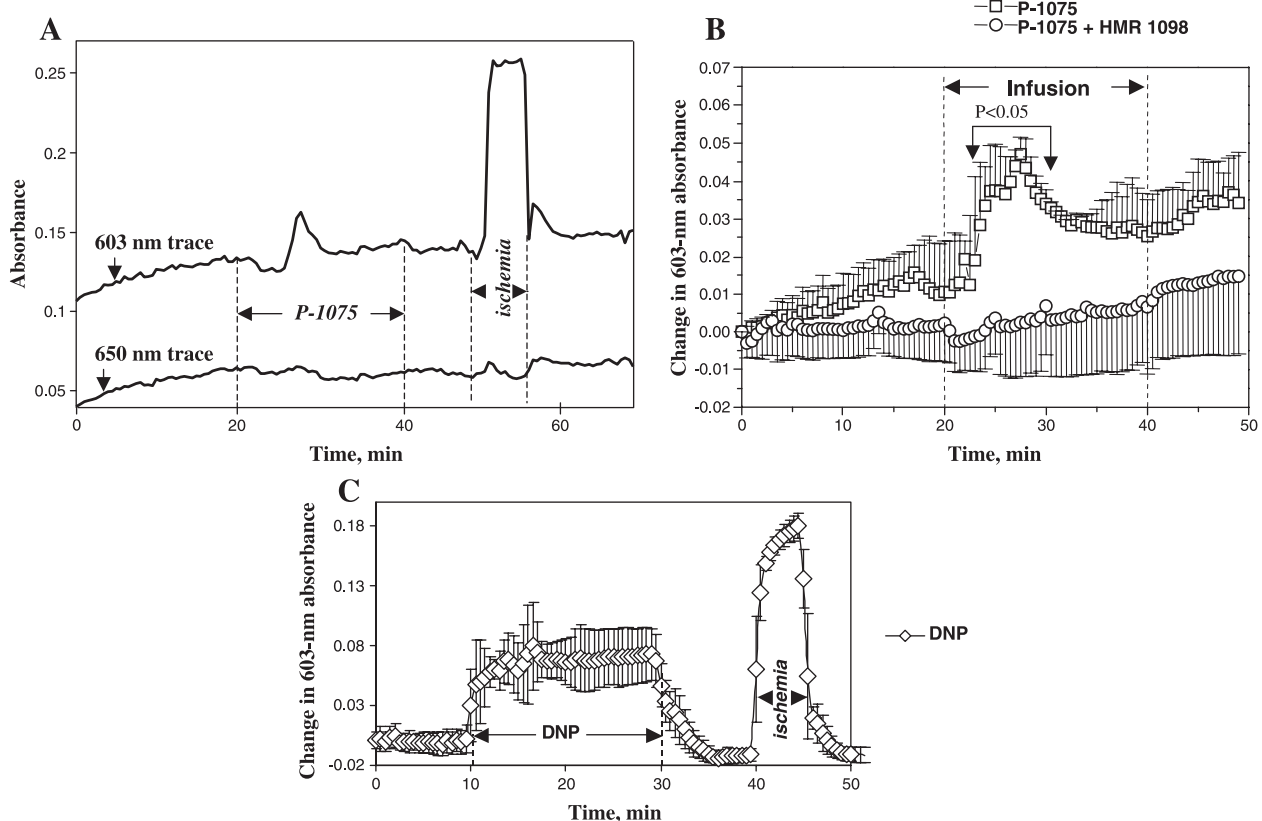 A
Absorbance
0.25
0.2
0.15
0.1
0.05
603 nm trace
650 nm trace
P-1075
ischemia
0
20
40
60
Time, min
P-1075
P-1075 + HMR 1098
B
Change in 603-nm absorbance
0.07
0.06
0.05
0.04
0.03
0.02
0.01
0.00
-0.01
-0.02
Infusion
P<0.05
0
10
20
30
40
50
Time, min
C
Change in 603-nm absorbance
0.18
0.13
0.08
0.03
-0.02
DNP
ischemia
DNP
0
10
20
30
40
50
Time, min